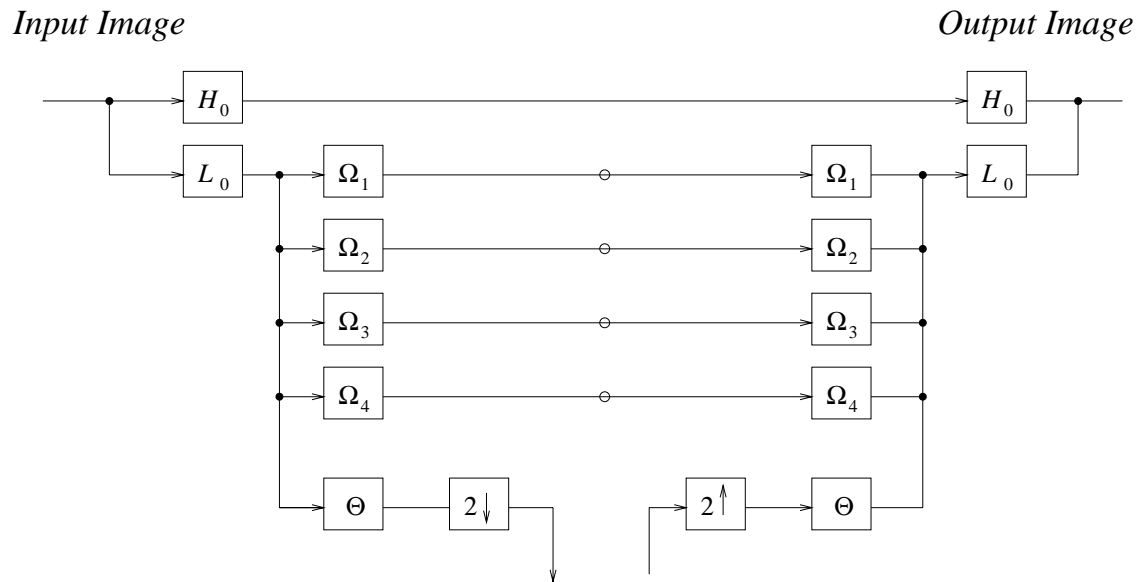 Input Image Output Image
H0 H0
L0 Ω1 Ω1 L0
Ω2 Ω2
Ω3 Ω3
Ω4 Ω4
Θ 2↓ 2↑ Θ